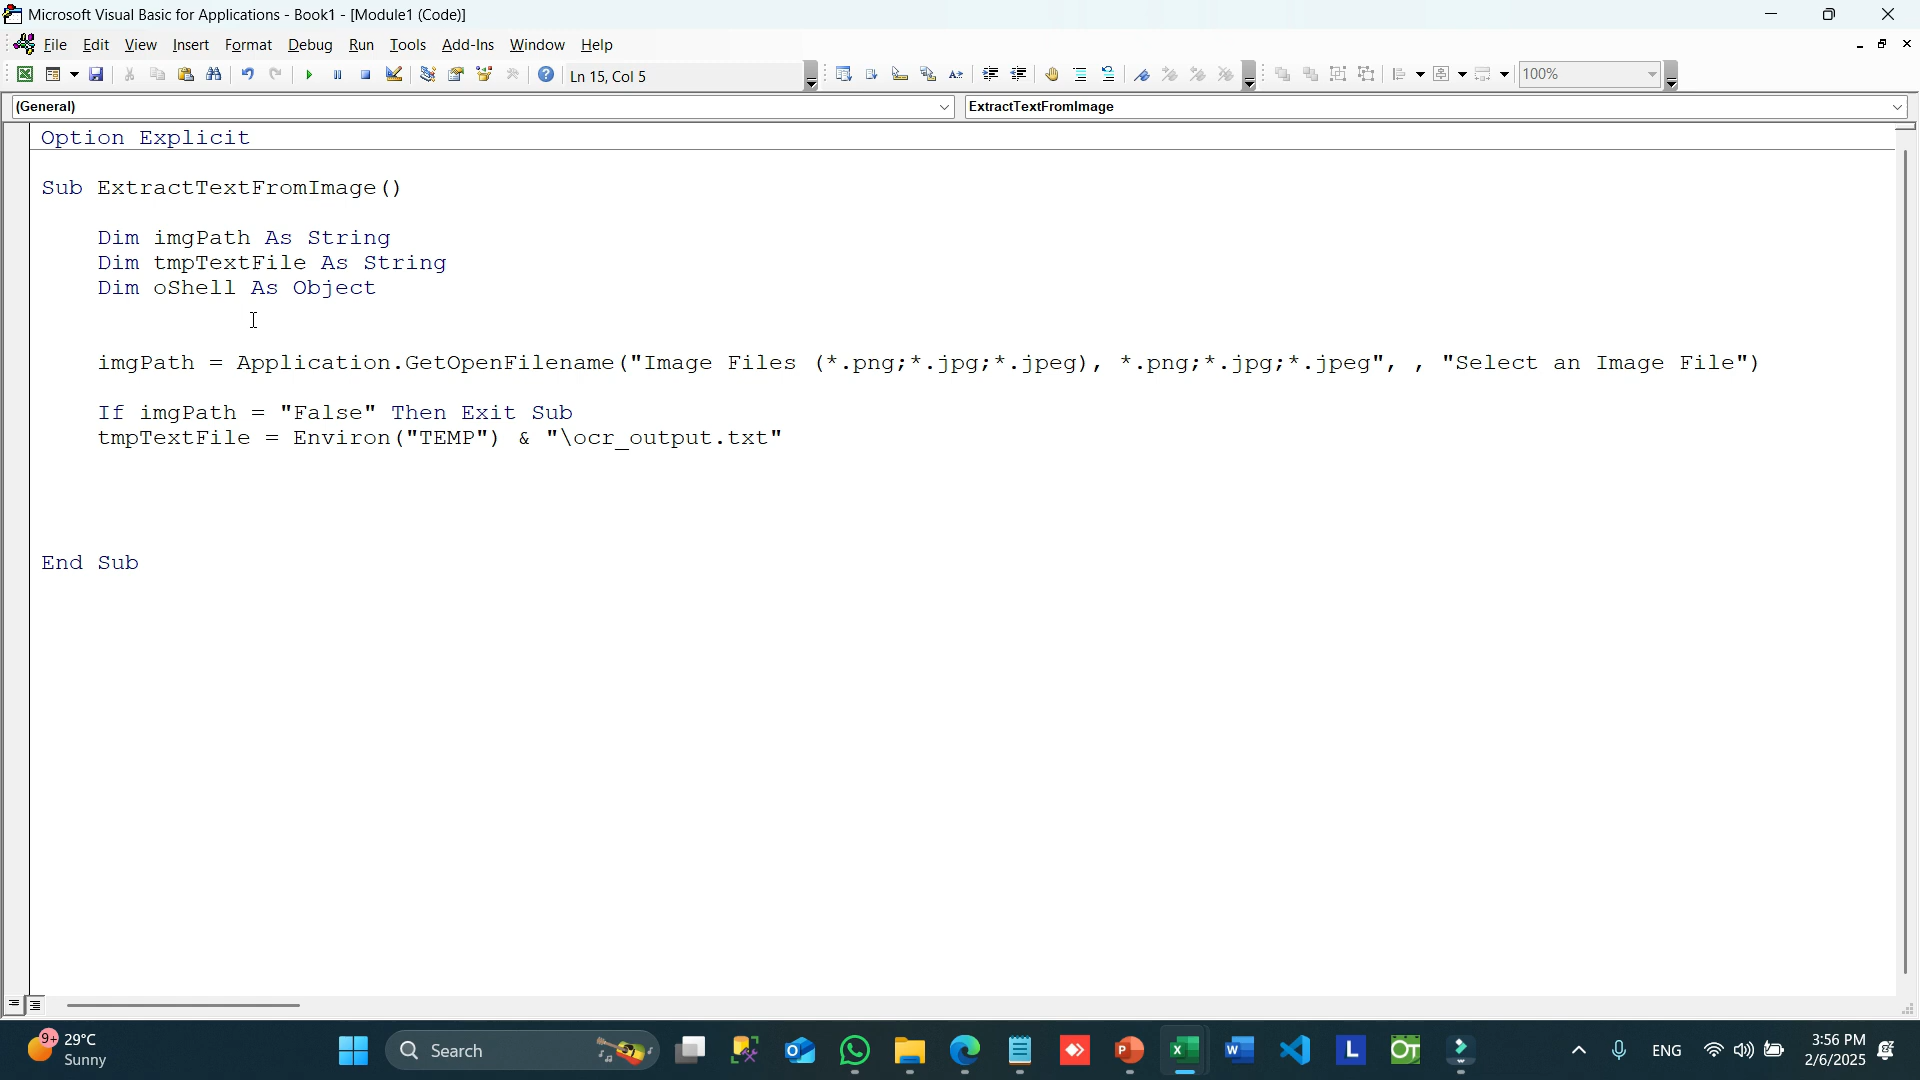 Microsoft Visual Basic for Applications - Book1 - [Module1 (Code)]
File Edit View Insert Format Debug Run Tools Add-Ins Window Help
Ln 15, Col 5
100%
(General)
ExtractTextFromImage
Option Explicit
Sub ExtractTextFromImage()
Dim imgPath As String
Dim tmpTextFile As String
Dim oShell As Object
imgPath = Application.GetOpenFilename("Image Files (*.png;*.jpg;*.jpeg), *.png;*.jpg;*.jpeg", , "Select an Image File")
If imgPath = "False" Then Exit Sub
tmpTextFile = Environ("TEMP") & "\ocr_output.txt"
End Sub
9+ 29°C
Sunny
Search
ENG
3:56 PM
2/6/2025